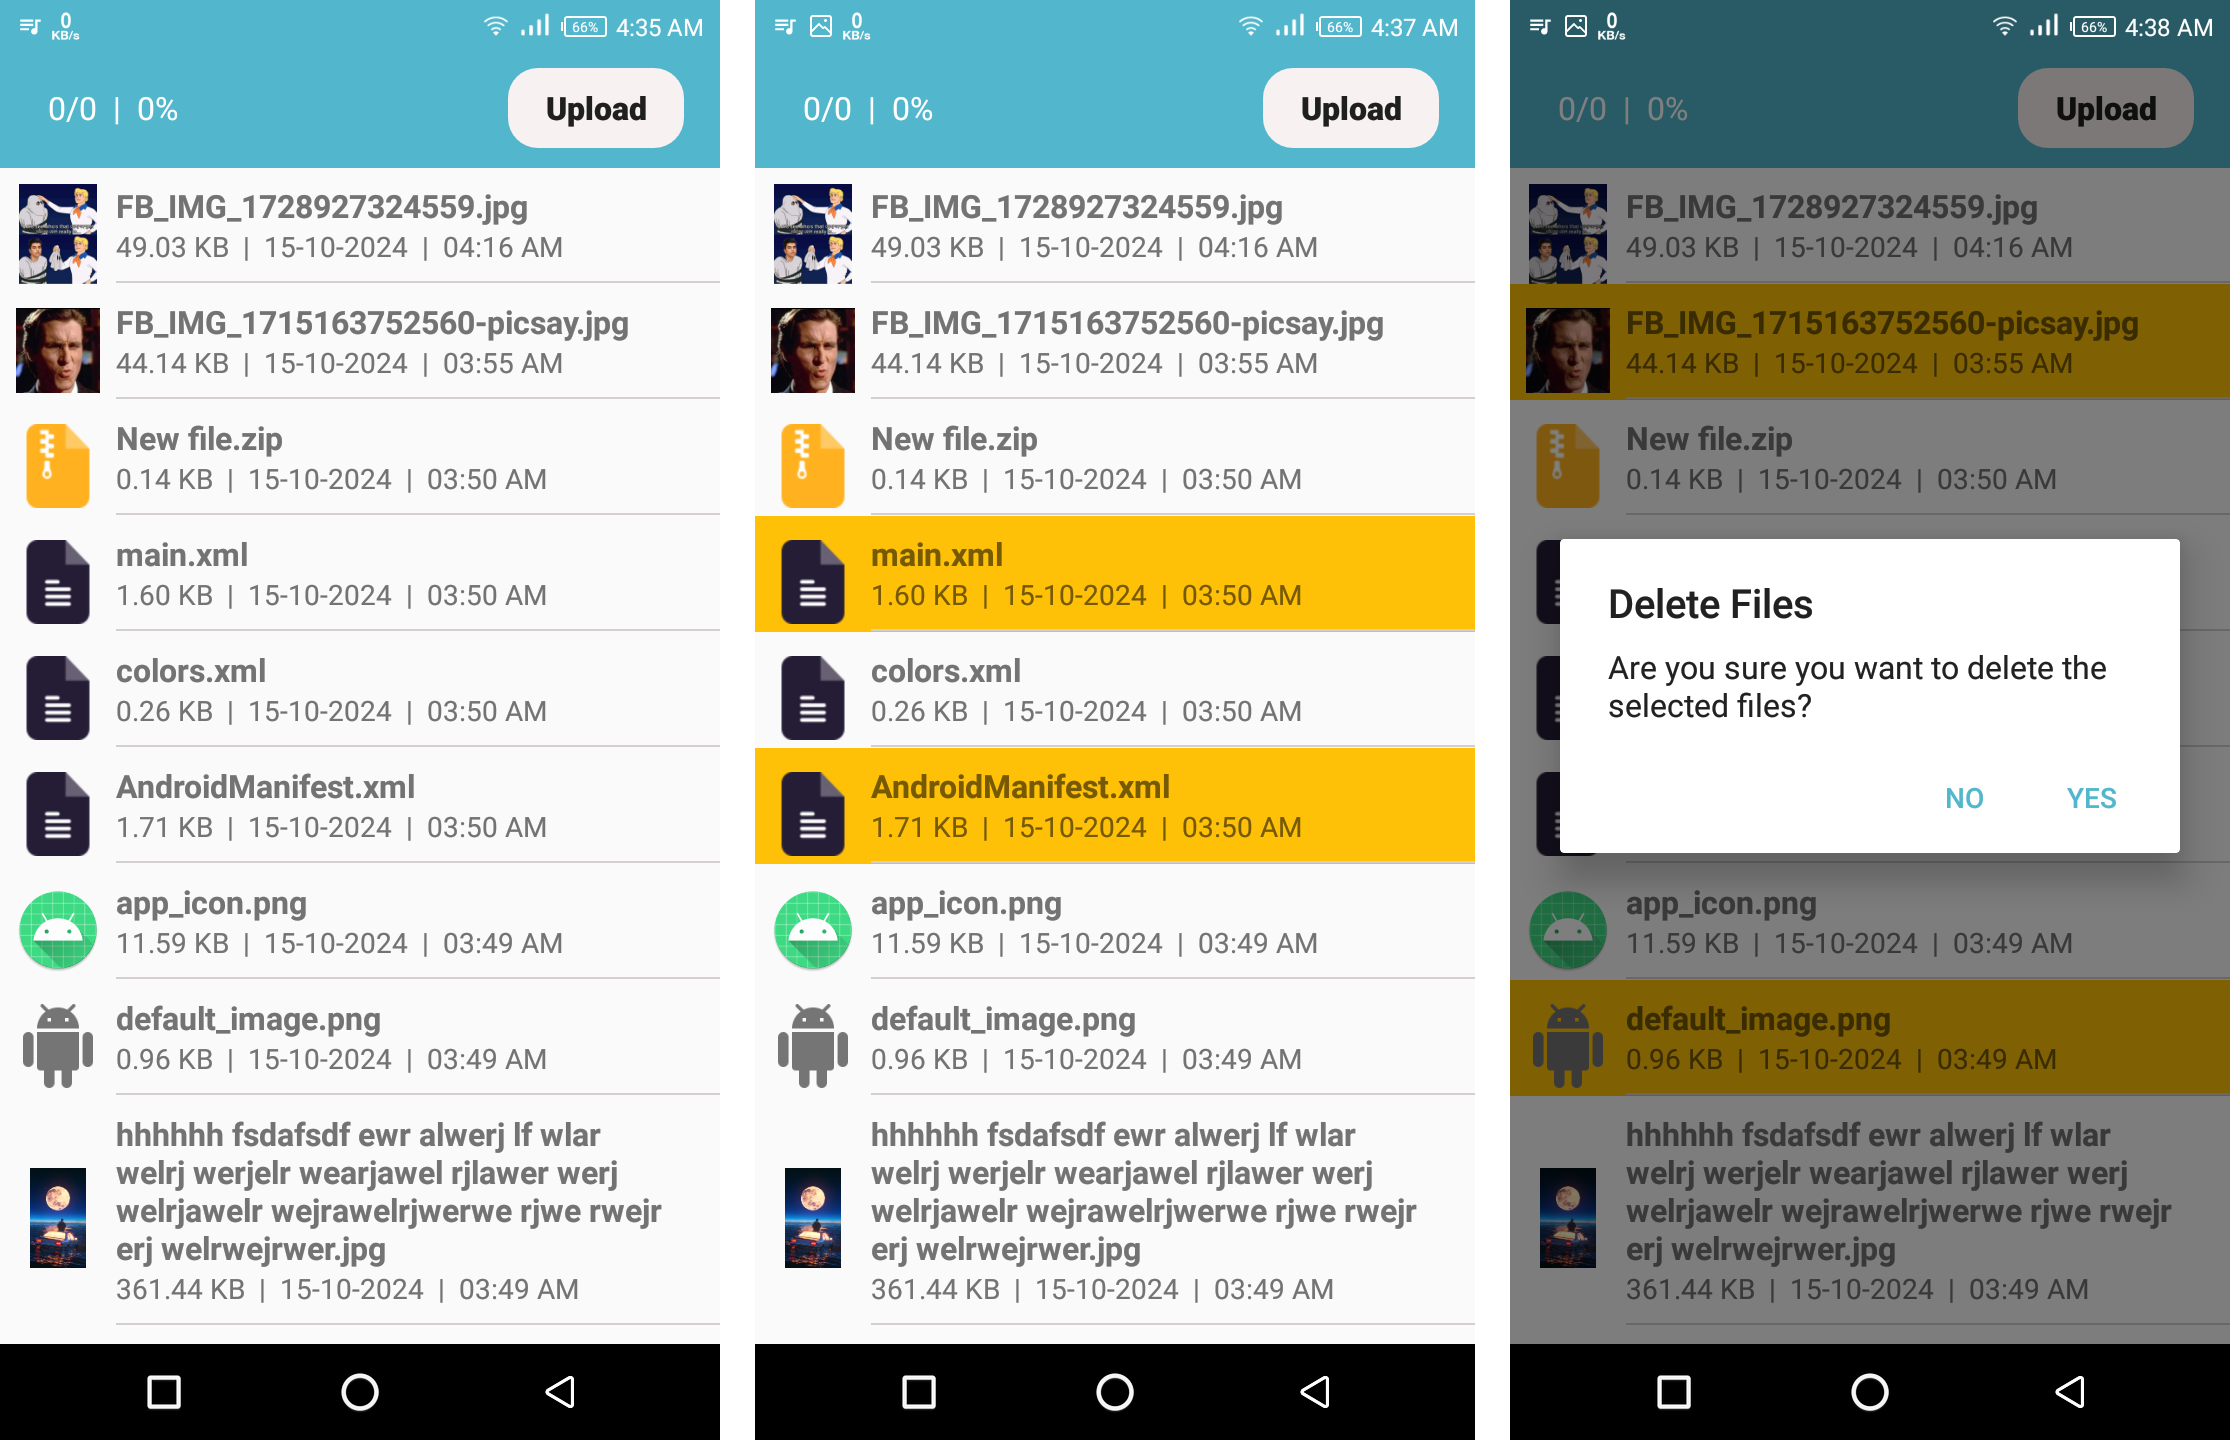 0
KB/s
66%
4:35 AM
0/0 | 0%
Upload
FB_IMG_1728927324559.jpg
49.03 KB | 15-10-2024 | 04:16 AM
FB_IMG_1715163752560-picsay.jpg
44.14 KB | 15-10-2024 | 03:55 AM
New file.zip
0.14 KB | 15-10-2024 | 03:50 AM
main.xml
1.60 KB | 15-10-2024 | 03:50 AM
colors.xml
0.26 KB | 15-10-2024 | 03:50 AM
AndroidManifest.xml
1.71 KB | 15-10-2024 | 03:50 AM
app_icon.png
11.59 KB | 15-10-2024 | 03:49 AM
default_image.png
0.96 KB | 15-10-2024 | 03:49 AM
hhhhhh fsdafsdf ewr alwerj lf wlar
welrj werjelr wearjawel rjlawer werj
welrjawelr wejrawelrjwerwe rjwe rwejr
erj welrwejrwer.jpg
361.44 KB | 15-10-2024 | 03:49 AM
0
KB/s
66%
4:37 AM
0/0 | 0%
Upload
FB_IMG_1728927324559.jpg
49.03 KB | 15-10-2024 | 04:16 AM
FB_IMG_1715163752560-picsay.jpg
44.14 KB | 15-10-2024 | 03:55 AM
New file.zip
0.14 KB | 15-10-2024 | 03:50 AM
main.xml
1.60 KB | 15-10-2024 | 03:50 AM
colors.xml
0.26 KB | 15-10-2024 | 03:50 AM
AndroidManifest.xml
1.71 KB | 15-10-2024 | 03:50 AM
app_icon.png
11.59 KB | 15-10-2024 | 03:49 AM
default_image.png
0.96 KB | 15-10-2024 | 03:49 AM
hhhhhh fsdafsdf ewr alwerj lf wlar
welrj werjelr wearjawel rjlawer werj
welrjawelr wejrawelrjwerwe rjwe rwejr
erj welrwejrwer.jpg
361.44 KB | 15-10-2024 | 03:49 AM
0
KB/s
66%
4:38 AM
0/0 | 0%
Upload
FB_IMG_1728927324559.jpg
49.03 KB | 15-10-2024 | 04:16 AM
FB_IMG_1715163752560-picsay.jpg
44.14 KB | 15-10-2024 | 03:55 AM
New file.zip
0.14 KB | 15-10-2024 | 03:50 AM
Delete Files
Are you sure you want to delete the
selected files?
NO
YES
app_icon.png
11.59 KB | 15-10-2024 | 03:49 AM
default_image.png
0.96 KB | 15-10-2024 | 03:49 AM
hhhhhh fsdafsdf ewr alwerj lf wlar
welrj werjelr wearjawel rjlawer werj
welrjawelr wejrawelrjwerwe rjwe rwejr
erj welrwejrwer.jpg
361.44 KB | 15-10-2024 | 03:49 AM